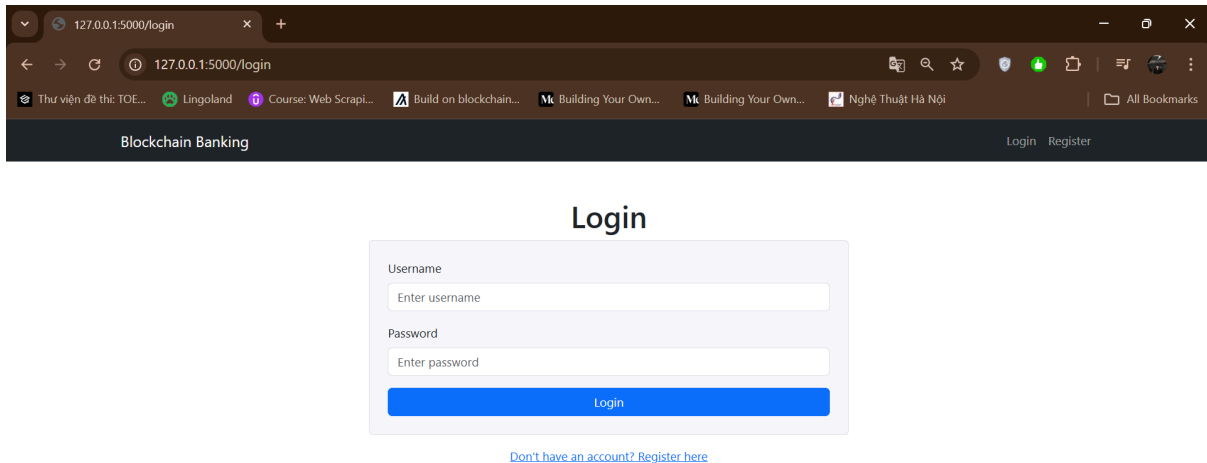 127.0.0.1:5000/login
127.0.0.1:5000/login
Thư viện đề thi: TOE... Lingoland Course: Web Scrapi... Build on blockchain... Building Your Own... Building Your Own... Nghệ Thuật Hà Nội All Bookmarks
Blockchain Banking Login Register
Login
Username
Enter username
Password
Enter password
Login
Don't have an account? Register here